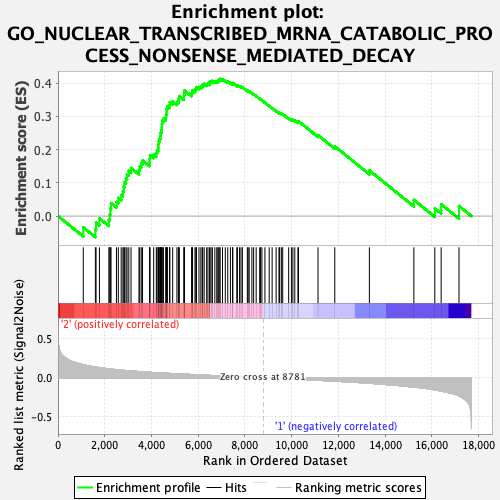 Enrichment plot:
GO_NUCLEAR_TRANSCRIBED_MRNA_CATABOLIC_PRO
CESS_NONSENSE_MEDIATED_DECAY
Enrichment score (ES)
0.4
0.3
0.2
0.1
0.0
'2' (positively correlated)
Ranked list metric (Signal2Noise)
0.5
0.0
-0.5
Zero cross at 8781
'1' (negatively correlated)
0 2,000 4,000 6,000 8,000 10,000 12,000 14,000 16,000 18,000
Rank in Ordered Dataset
Enrichment profile Hits Ranking metric scores